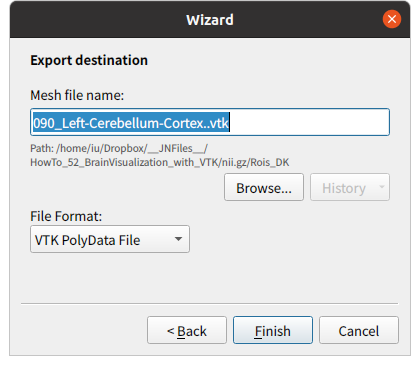 Wizard
Export destination
Mesh file name:
090_Left-Cerebellum-Cortex..vtk
Path: /home/iu/Dropbox/__JNFiles__/
HowTo_52_BrainVisualization_with_VTK/nii.gz/Rois_DK
Browse... History
File Format:
VTK PolyData File
< Back Finish Cancel